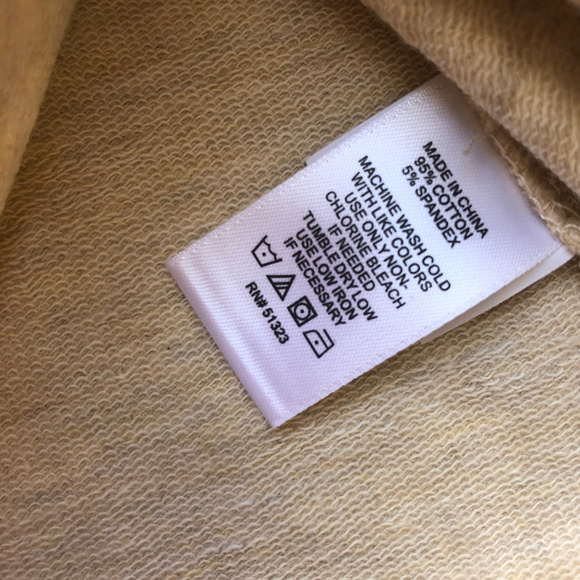 MADE IN CHINA
95% COTTON
5% SPANDEX
MACHINE WASH COLD
WITH LIKE COLORS
USE ONLY NON-
CHLORINE BLEACH
IF NEEDED
TUMBLE DRY LOW
USE LOW IRON
IF NECESSARY
RN# 51323